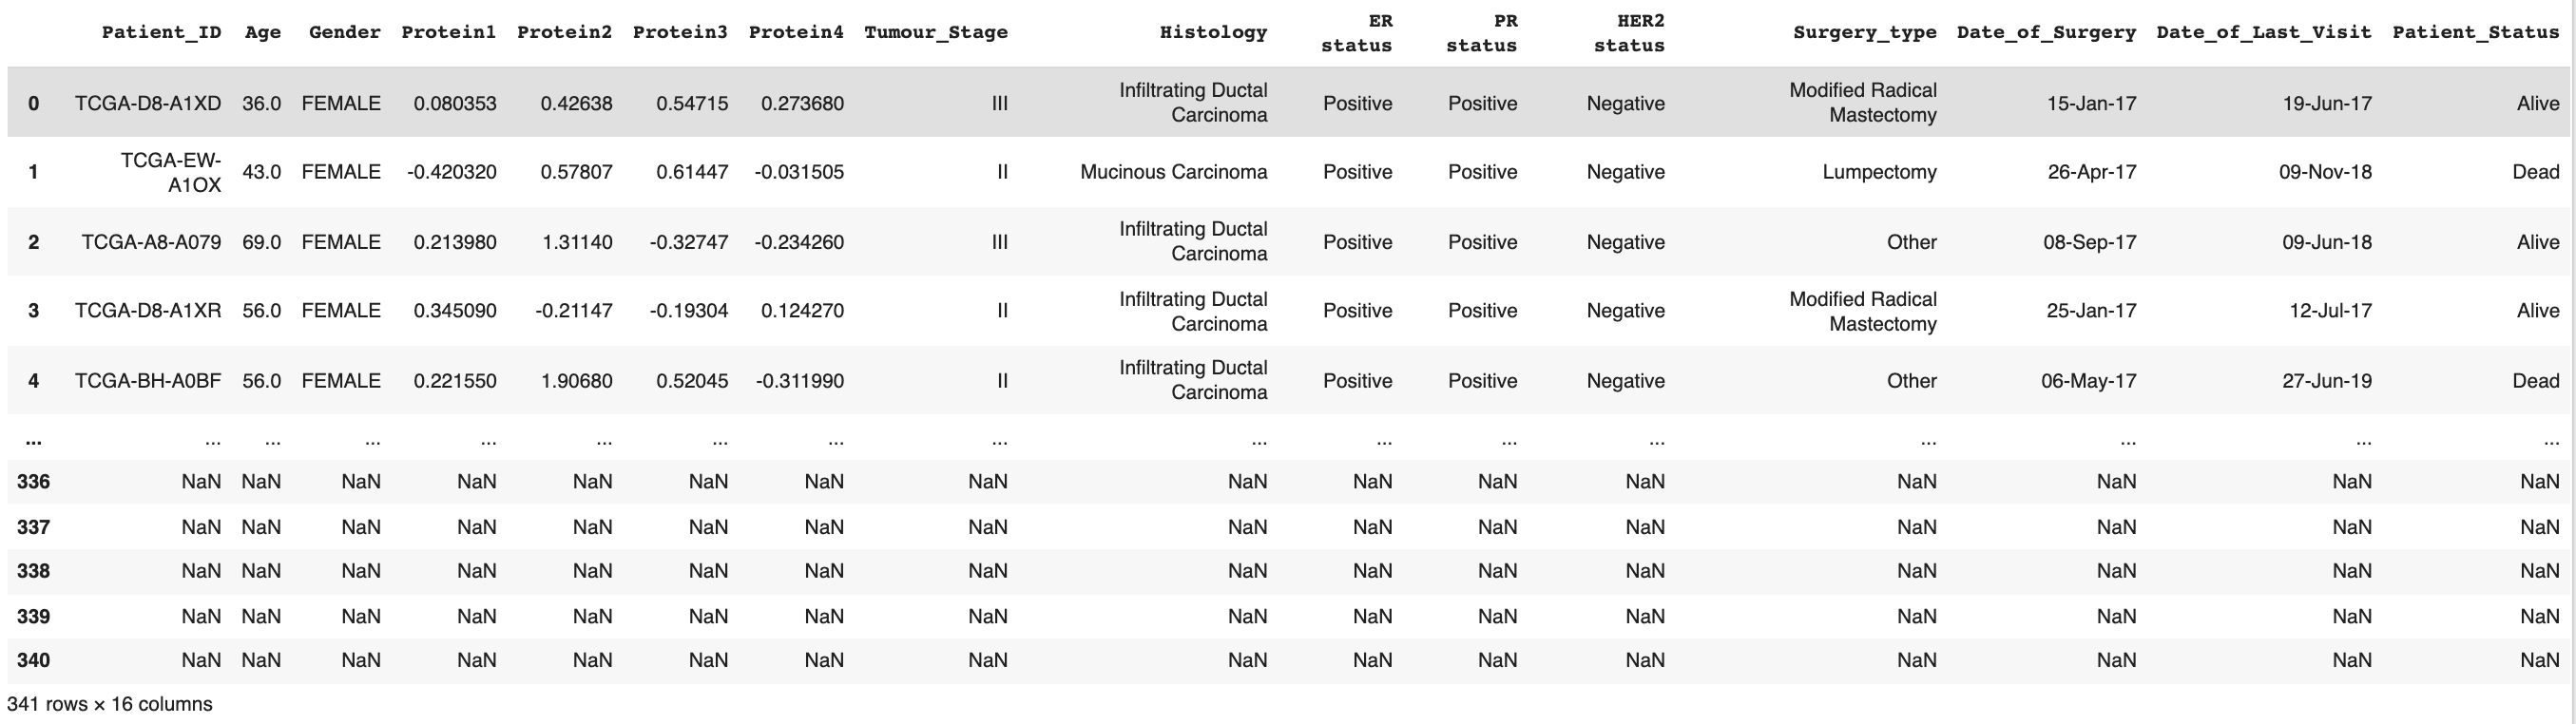 Patient_ID Age Gender Protein1 Protein2 Protein3 Protein4 Tumour_Stage Histology ER status PR status HER2 status Surgery_type Date_of_Surgery Date_of_Last_Visit Patient_Status
0 TCGA-D8-A1XD 36.0 FEMALE 0.080353 0.42638 0.54715 0.273680 III Infiltrating Ductal Carcinoma Positive Positive Negative Modified Radical Mastectomy 15-Jan-17 19-Jun-17 Alive
1 TCGA-EW-A1OX 43.0 FEMALE -0.420320 0.57807 0.61447 -0.031505 II Mucinous Carcinoma Positive Positive Negative Lumpectomy 26-Apr-17 09-Nov-18 Dead
2 TCGA-A8-A079 69.0 FEMALE 0.213980 1.31140 -0.32747 -0.234260 III Infiltrating Ductal Carcinoma Positive Positive Negative Other 08-Sep-17 09-Jun-18 Alive
3 TCGA-D8-A1XR 56.0 FEMALE 0.345090 -0.21147 -0.19304 0.124270 II Infiltrating Ductal Carcinoma Positive Positive Negative Modified Radical Mastectomy 25-Jan-17 12-Jul-17 Alive
4 TCGA-BH-A0BF 56.0 FEMALE 0.221550 1.90680 0.52045 -0.311990 II Infiltrating Ductal Carcinoma Positive Positive Negative Other 06-May-17 27-Jun-19 Dead
... ... ... ... ... ... ... ... ... ... ... ... ... ... ... ... ...
336 NaN NaN NaN NaN NaN NaN NaN NaN NaN NaN NaN NaN NaN NaN NaN NaN
337 NaN NaN NaN NaN NaN NaN NaN NaN NaN NaN NaN NaN NaN NaN NaN NaN
338 NaN NaN NaN NaN NaN NaN NaN NaN NaN NaN NaN NaN NaN NaN NaN NaN
339 NaN NaN NaN NaN NaN NaN NaN NaN NaN NaN NaN NaN NaN NaN NaN NaN
340 NaN NaN NaN NaN NaN NaN NaN NaN NaN NaN NaN NaN NaN NaN NaN NaN
341 rows × 16 columns